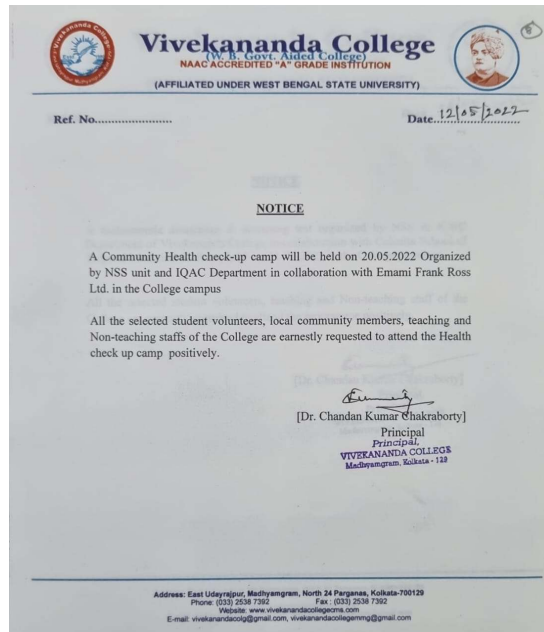 Vivekananda College
(W. B. Govt. Aided College)
NAAC ACCREDITED "A" GRADE INSTITUTION
(AFFILIATED UNDER WEST BENGAL STATE UNIVERSITY)
Ref. No.......................
Date. 12/05/2022
NOTICE
A Community Health check-up camp will be held on 20.05.2022 Organized
by NSS unit and IQAC Department in collaboration with Emami Frank Ross
Ltd. in the College campus
All the selected student volunteers, local community members, teaching and
Non-teaching staffs of the College are earnestly requested to attend the Health
check up camp positively.
[Dr. Chandan Kumar Chakraborty]
Principal
Principal,
VIVEKANANDA COLLEGE
Madhyamgram, Kolkata - 129
Address: East Udayrajpur, Madhyamgram, North 24 Parganas, Kolkata-700129
Phone: (033) 2538 7392 Fax : (033) 2538 7392
Website: www.vivekanandacollegecms.com
E-mail: vivekanandacolg@gmail.com, vivekanandacollegemmg@gmail.com